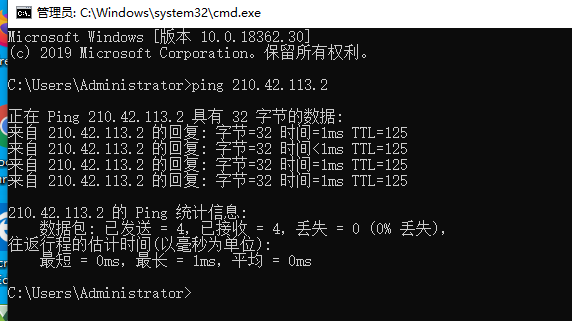 管理员: C:\Windows\system32\cmd.exe
Microsoft Windows [版本 10.0.18362.30]
(c) 2019 Microsoft Corporation。保留所有权利。
C:\Users\Administrator>ping 210.42.113.2
正在 Ping 210.42.113.2 具有 32 字节的数据:
来自 210.42.113.2 的回复: 字节=32 时间=1ms TTL=125
来自 210.42.113.2 的回复: 字节=32 时间<1ms TTL=125
来自 210.42.113.2 的回复: 字节=32 时间=1ms TTL=125
来自 210.42.113.2 的回复: 字节=32 时间=1ms TTL=125
210.42.113.2 的 Ping 统计信息:
数据包: 已发送 = 4，已接收 = 4，丢失 = 0 (0% 丢失)，
往返行程的估计时间(以毫秒为单位):
最短 = 0ms，最长 = 1ms，平均 = 0ms
C:\Users\Administrator>